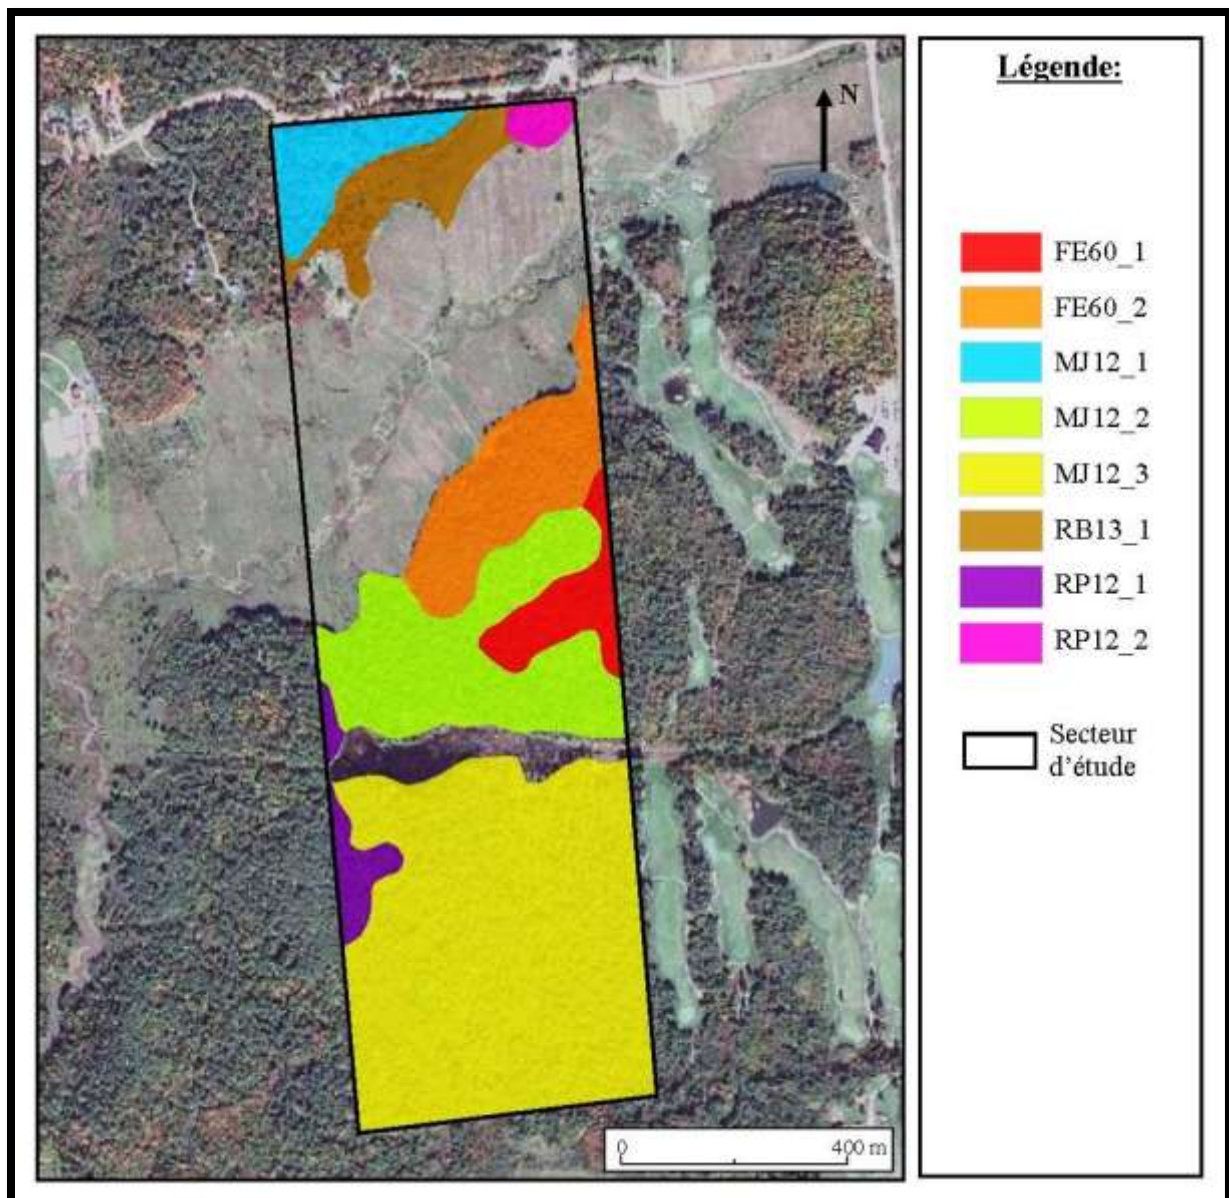 Légende:
N
FE60_1
FE60_2
MJ12_1
MJ12_2
MJ12_3
RB13_1
RP12_1
RP12_2
Secteur
d'étude
0 400 m